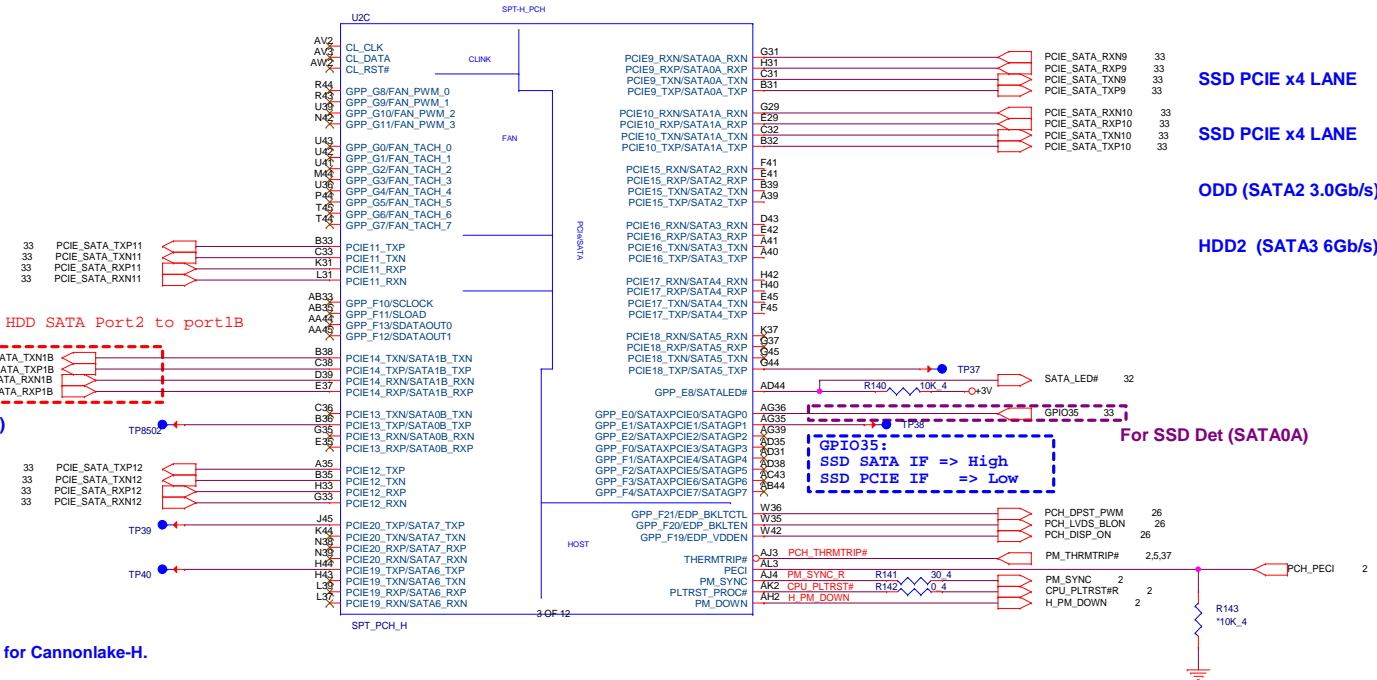 SPT-H_PCH
U2C
AV2 CL_CLK
AV3 CL_DATA
AW2 CL_RST#
CLINK
R44 GPP_G8/FAN_PWM_0
R43 GPP_G9/FAN_PWM_1
U39 GPP_G10/FAN_PWM_2
N42 GPP_G11/FAN_PWM_3
FAN
U43 GPP_G0/FAN_TACH_0
U42 GPP_G1/FAN_TACH_1
U41 GPP_G2/FAN_TACH_2
M44 GPP_G3/FAN_TACH_3
U36 GPP_G4/FAN_TACH_4
P44 GPP_G5/FAN_TACH_5
T45 GPP_G6/FAN_TACH_6
T44 GPP_G7/FAN_TACH_7
PCIe/SATA
33 PCIE_SATA_TXP11 B33 PCIE11_TXP
33 PCIE_SATA_TXN11 C33 PCIE11_TXN
33 PCIE_SATA_RXP11 K31 PCIE11_RXP
33 PCIE_SATA_RXN11 L31 PCIE11_RXN
AB33 GPP_F10/SCLOCK
AB35 GPP_F11/SLOAD
AA44 GPP_F13/SDATAOUT0
AA45 GPP_F12/SDATAOUT1
HDD SATA Port2 to port1B
ATA_TXN1B B38 PCIE14_TXN/SATA1B_TXN
ATA_TXP1B C38 PCIE14_TXP/SATA1B_TXP
ATA_RXN1B D39 PCIE14_RXN/SATA1B_RXN
ATA_RXP1B E37 PCIE14_RXP/SATA1B_RXP
)
C36 PCIE13_TXN/SATA0B_TXN
TP8502 B36 PCIE13_TXP/SATA0B_TXP
G35 PCIE13_RXN/SATA0B_RXN
E35 PCIE13_RXP/SATA0B_RXP
33 PCIE_SATA_TXP12 A35 PCIE12_TXP
33 PCIE_SATA_TXN12 B35 PCIE12_TXN
33 PCIE_SATA_RXP12 H33 PCIE12_RXP
33 PCIE_SATA_RXN12 G33 PCIE12_RXN
TP39 J45 PCIE20_TXP/SATA7_TXP
K44 PCIE20_TXN/SATA7_TXN
N38 PCIE20_RXP/SATA7_RXP
N39 PCIE20_RXN/SATA7_RXN
TP40 H44 PCIE19_TXP/SATA6_TXP
H43 PCIE19_TXN/SATA6_TXN
L39 PCIE19_RXP/SATA6_RXP
L37 PCIE19_RXN/SATA6_RXN
HOST
3 OF 12
SPT_PCH_H
for Cannonlake-H.
PCIE9_RXN/SATA0A_RXN G31 PCIE_SATA_RXN9 33
PCIE9_RXP/SATA0A_RXP H31 PCIE_SATA_RXP9 33
PCIE9_TXN/SATA0A_TXN C31 PCIE_SATA_TXN9 33
PCIE9_TXP/SATA0A_TXP B31 PCIE_SATA_TXP9 33
SSD PCIE x4 LANE
PCIE10_RXN/SATA1A_RXN G29 PCIE_SATA_RXN10 33
PCIE10_RXP/SATA1A_RXP E29 PCIE_SATA_RXP10 33
PCIE10_TXN/SATA1A_TXN C32 PCIE_SATA_TXN10 33
PCIE10_TXP/SATA1A_TXP B32 PCIE_SATA_TXP10 33
SSD PCIE x4 LANE
PCIE15_RXN/SATA2_RXN F41
PCIE15_RXP/SATA2_RXP E41
PCIE15_TXN/SATA2_TXN B39
PCIE15_TXP/SATA2_TXP A39
ODD (SATA2 3.0Gb/s)
PCIE16_RXN/SATA3_RXN D43
PCIE16_RXP/SATA3_RXP E42
PCIE16_TXN/SATA3_TXN A41
PCIE16_TXP/SATA3_TXP A40
HDD2 (SATA3 6Gb/s)
PCIE17_RXN/SATA4_RXN H42
PCIE17_RXP/SATA4_RXP H40
PCIE17_TXN/SATA4_TXN E45
PCIE17_TXP/SATA4_TXP F45
PCIE18_RXN/SATA5_RXN K37
PCIE18_RXP/SATA5_RXP G37
PCIE18_TXN/SATA5_TXN G45
PCIE18_TXP/SATA5_TXP G44 TP37
GPP_E8/SATALED# AD44 R140 10K_4 +3V SATA_LED# 32
GPP_E0/SATAXPCIE0/SATAGP0 AG36 GPIO35 33
GPP_E1/SATAXPCIE1/SATAGP1 AG35 TP38
GPP_E2/SATAXPCIE2/SATAGP2 AG39
GPP_F0/SATAXPCIE3/SATAGP3 AD35
GPP_F1/SATAXPCIE4/SATAGP4 AD31
GPP_F2/SATAXPCIE5/SATAGP5 AD38
GPP_F3/SATAXPCIE6/SATAGP6 AC43
GPP_F4/SATAXPCIE7/SATAGP7 AB44
For SSD Det (SATA0A)
GPIO35:
SSD SATA IF => High
SSD PCIE IF => Low
GPP_F21/EDP_BKLTCTL W36 PCH_DPST_PWM 26
GPP_F20/EDP_BKLTEN W35 PCH_LVDS_BLON 26
GPP_F19/EDP_VDDEN W42 PCH_DISP_ON 26
THERMTRIP# AJ3 PCH_THRMTRIP# PM_THRMTRIP# 2,5,37
PECI AL3 PCH_PECI 2
PM_SYNC AJ4 PM_SYNC_R R141 30_4 PM_SYNC 2
PLTRST_PROC# AK2 CPU_PLTRST# R142 0_4 CPU_PLTRST#R 2
PM_DOWN AH2 H_PM_DOWN H_PM_DOWN 2
R143
*10K_4